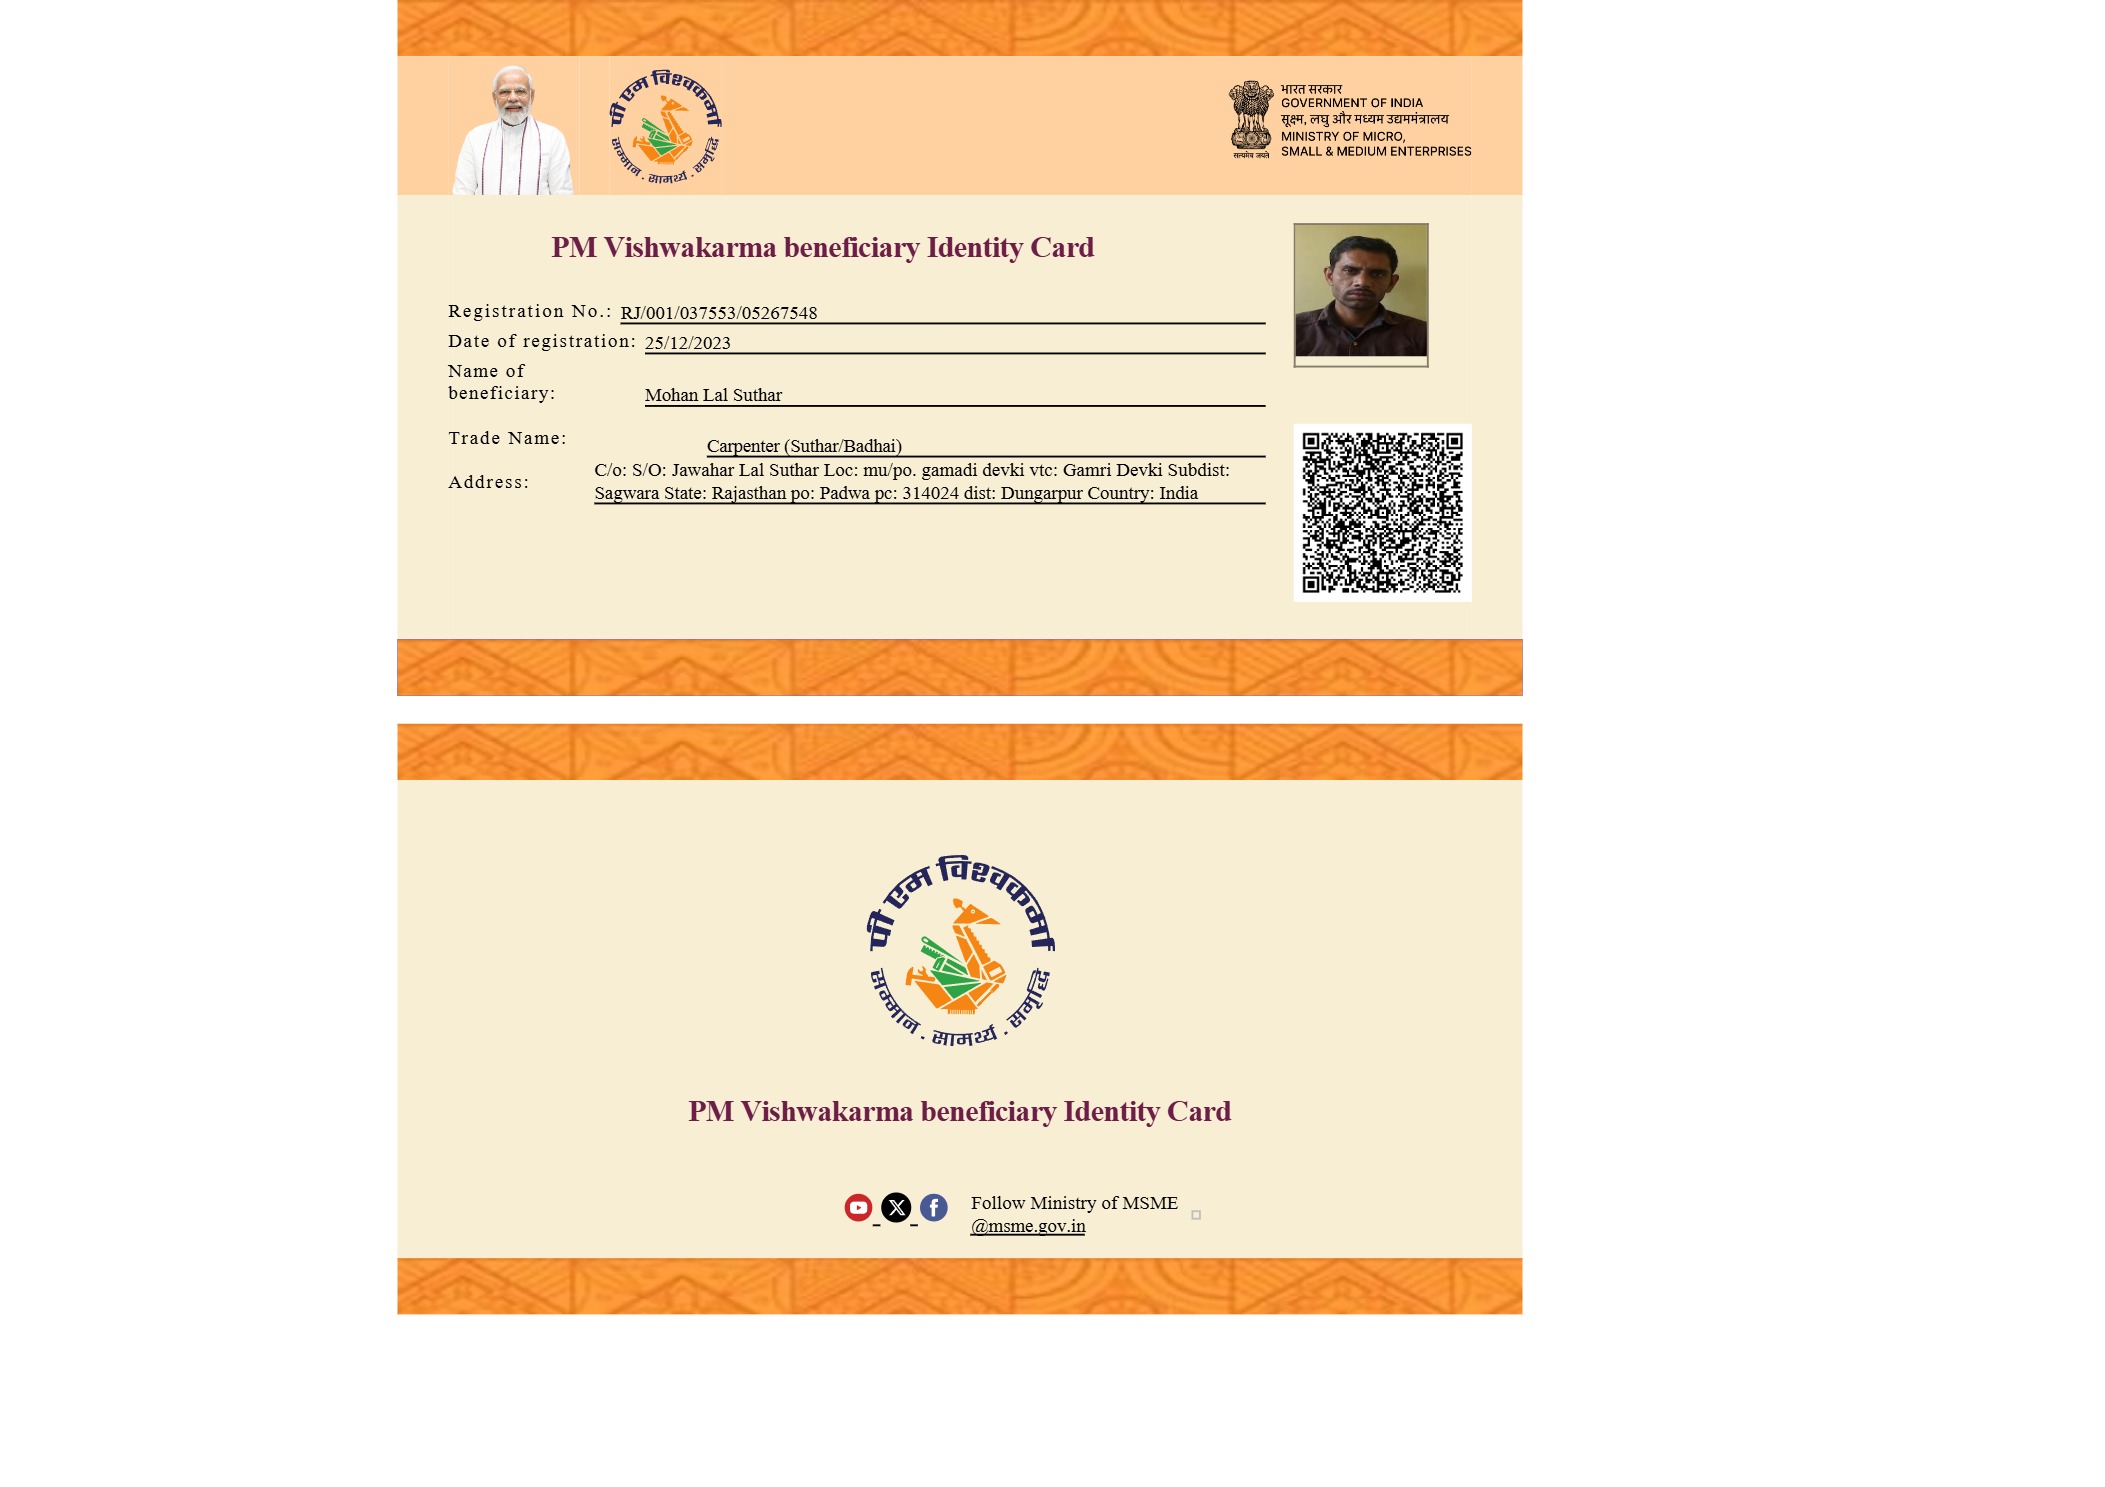 पी एम विश्वकर्मा
सम्मान . सामर्थ्य . समृद्धि
सत्यमेव जयते
भारत सरकार
GOVERNMENT OF INDIA
सूक्ष्म, लघु और मध्यम उद्यममंत्रालय
MINISTRY OF MICRO,
SMALL & MEDIUM ENTERPRISES
PM Vishwakarma beneficiary Identity Card
Registration No.: RJ/001/037553/05267548
Date of registration: 25/12/2023
Name of
beneficiary: Mohan Lal Suthar
Trade Name: Carpenter (Suthar/Badhai)
Address: C/o: S/O: Jawahar Lal Suthar Loc: mu/po. gamadi devki vtc: Gamri Devki Subdist:
Sagwara State: Rajasthan po: Padwa pc: 314024 dist: Dungarpur Country: India
पी एम विश्वकर्मा
सम्मान . सामर्थ्य . समृद्धि
PM Vishwakarma beneficiary Identity Card
Follow Ministry of MSME
@msme.gov.in